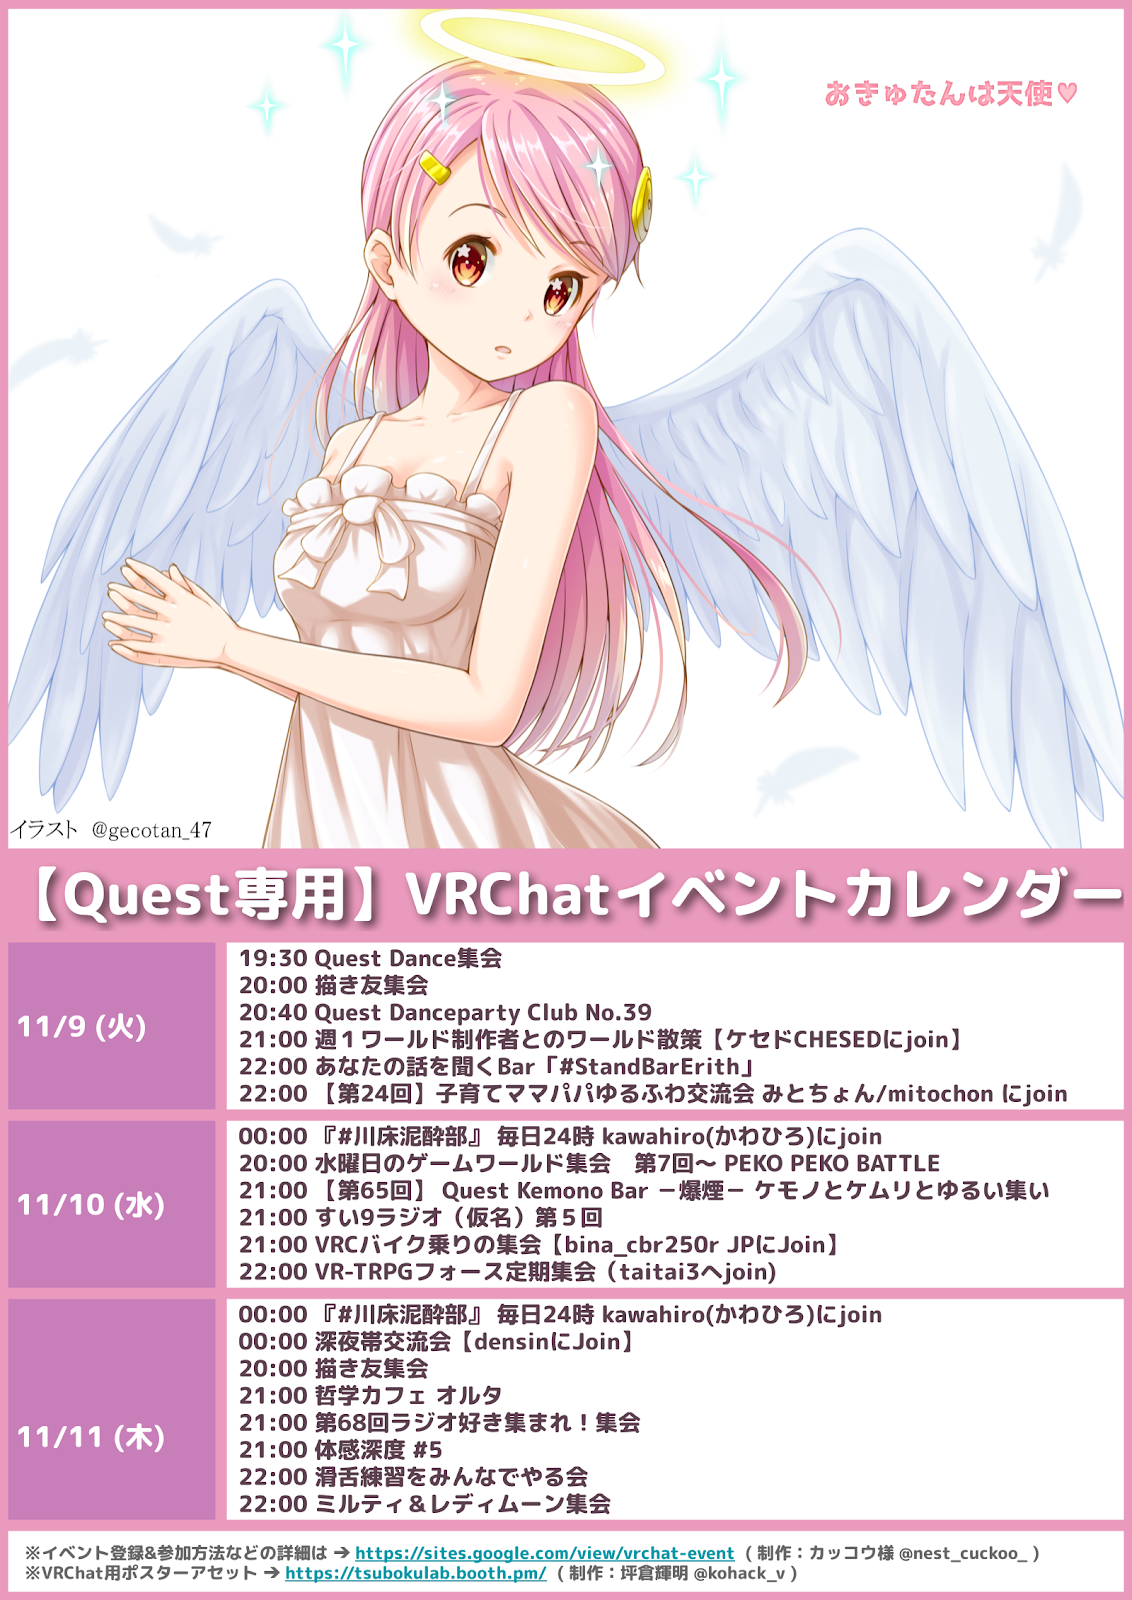 おきゅたんは天使♥
イラスト @gecotan_47
【Quest専用】VRChatイベントカレンダー
11/9 (火)
19:30 Quest Dance集会
20:00 描き友集会
20:40 Quest Danceparty Club No.39
21:00 週１ワールド制作者とのワールド散策【ケセドCHESEDにjoin】
22:00 あなたの話を聞くBar「#StandBarErith」
22:00 【第24回】子育てママパパゆるふわ交流会 みとちょん/mitochon にjoin
11/10 (水)
00:00 『#川床泥酔部』 毎日24時 kawahiro(かわひろ)にjoin
20:00 水曜日のゲームワールド集会　第7回～ PEKO PEKO BATTLE
21:00 【第65回】 Quest Kemono Bar －爆煙－ ケモノとケムリとゆるい集い
21:00 すい9ラジオ（仮名）第５回
21:00 VRCバイク乗りの集会【bina_cbr250r JPにJoin】
22:00 VR-TRPGフォース定期集会（taitai3へjoin)
11/11 (木)
00:00 『#川床泥酔部』 毎日24時 kawahiro(かわひろ)にjoin
00:00 深夜帯交流会【densinにJoin】
20:00 描き友集会
21:00 哲学カフェ オルタ
21:00 第68回ラジオ好き集まれ！集会
21:00 体感深度 #5
22:00 滑舌練習をみんなでやる会
22:00 ミルティ＆レディムーン集会
※イベント登録&参加方法などの詳細は → https://sites.google.com/view/vrchat-event ( 制作：カッコウ様 @nest_cuckoo_ )
※VRChat用ポスターアセット → https://tsubokulab.booth.pm/ ( 制作：坪倉輝明 @kohack_v )